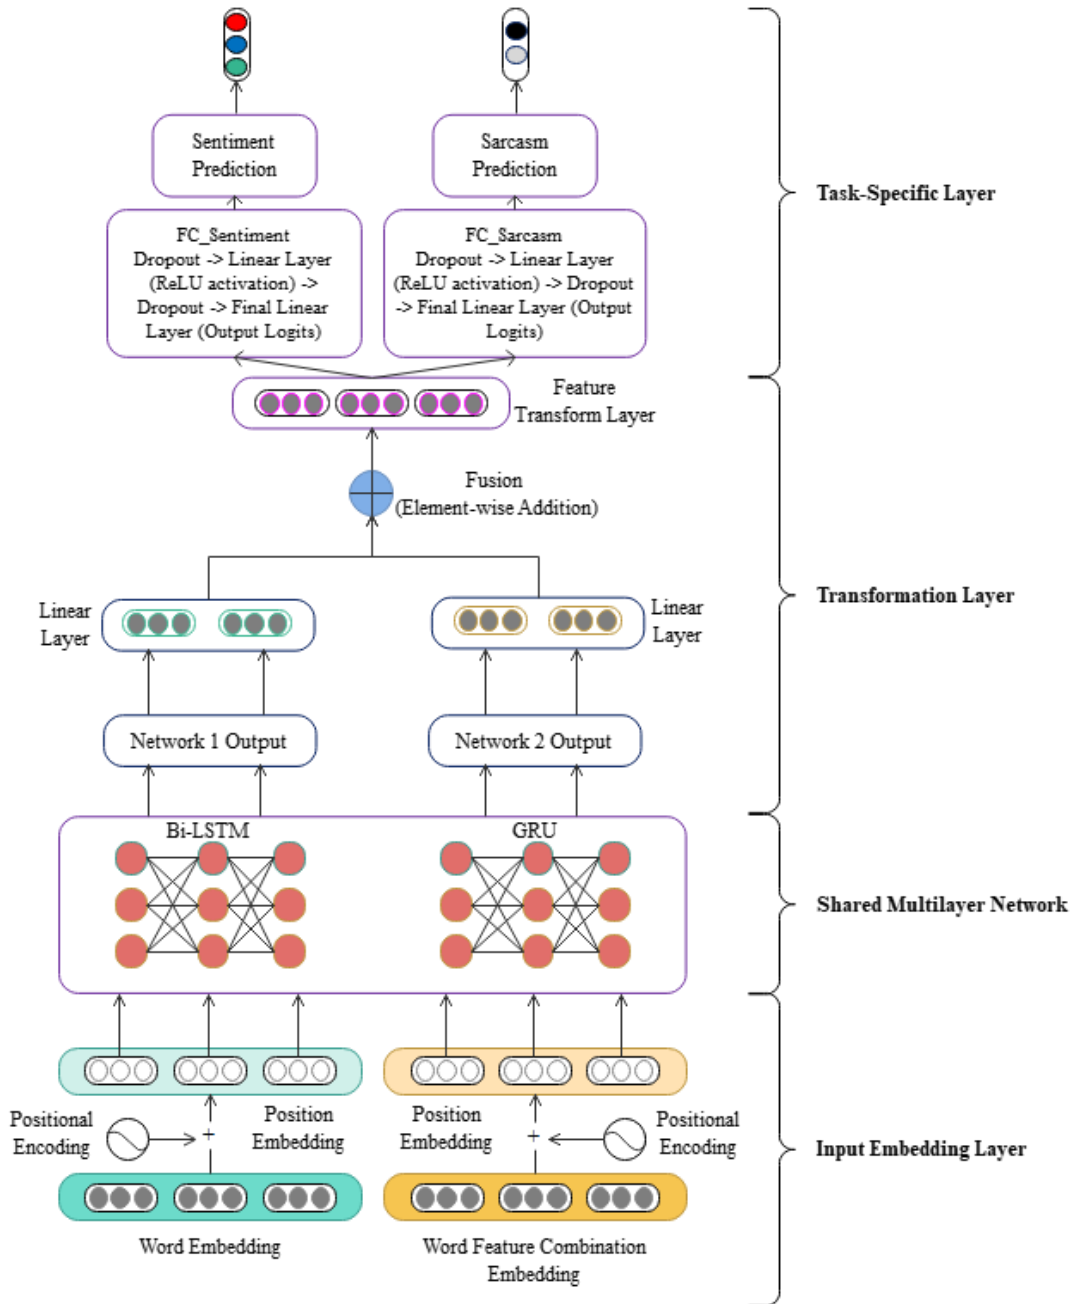 Sentiment
Prediction
Sarcasm
Prediction
Task-Specific Layer
FC_Sentiment
Dropout -> Linear Layer
(ReLU activation) ->
Dropout -> Final Linear
Layer (Output Logits)
FC_Sarcasm
Dropout -> Linear Layer
(ReLU activation) -> Dropout
-> Final Linear Layer (Output
Logits)
Feature
Transform Layer
Fusion
(Element-wise Addition)
Linear
Layer
Linear
Layer
Transformation Layer
Network 1 Output
Network 2 Output
Bi-LSTM
GRU
Shared Multilayer Network
Positional
Encoding
+
Position
Embedding
Position
Embedding
+
Positional
Encoding
Input Embedding Layer
Word Embedding
Word Feature Combination
Embedding